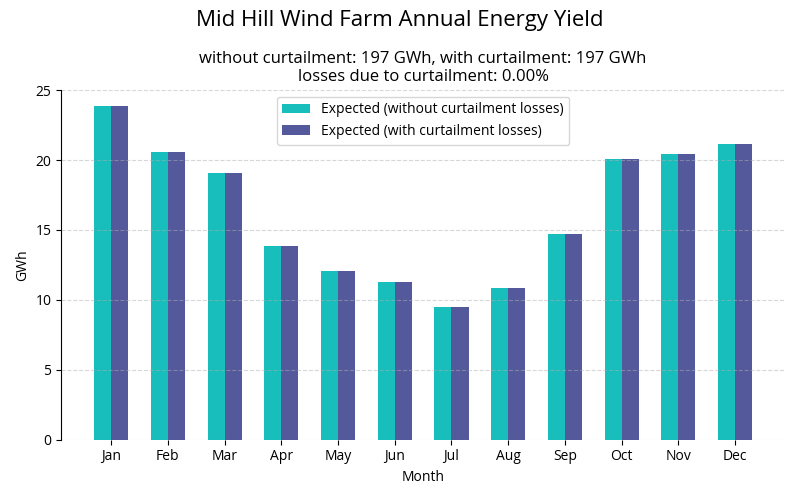 Mid Hill Wind Farm Annual Energy Yield
without curtailment: 197 GWh, with curtailment: 197 GWh
losses due to curtailment: 0.00%
Expected (without curtailment losses)
Expected (with curtailment losses)
GWh
25
20
15
10
5
0
Jan Feb Mar Apr May Jun Jul Aug Sep Oct Nov Dec
Month